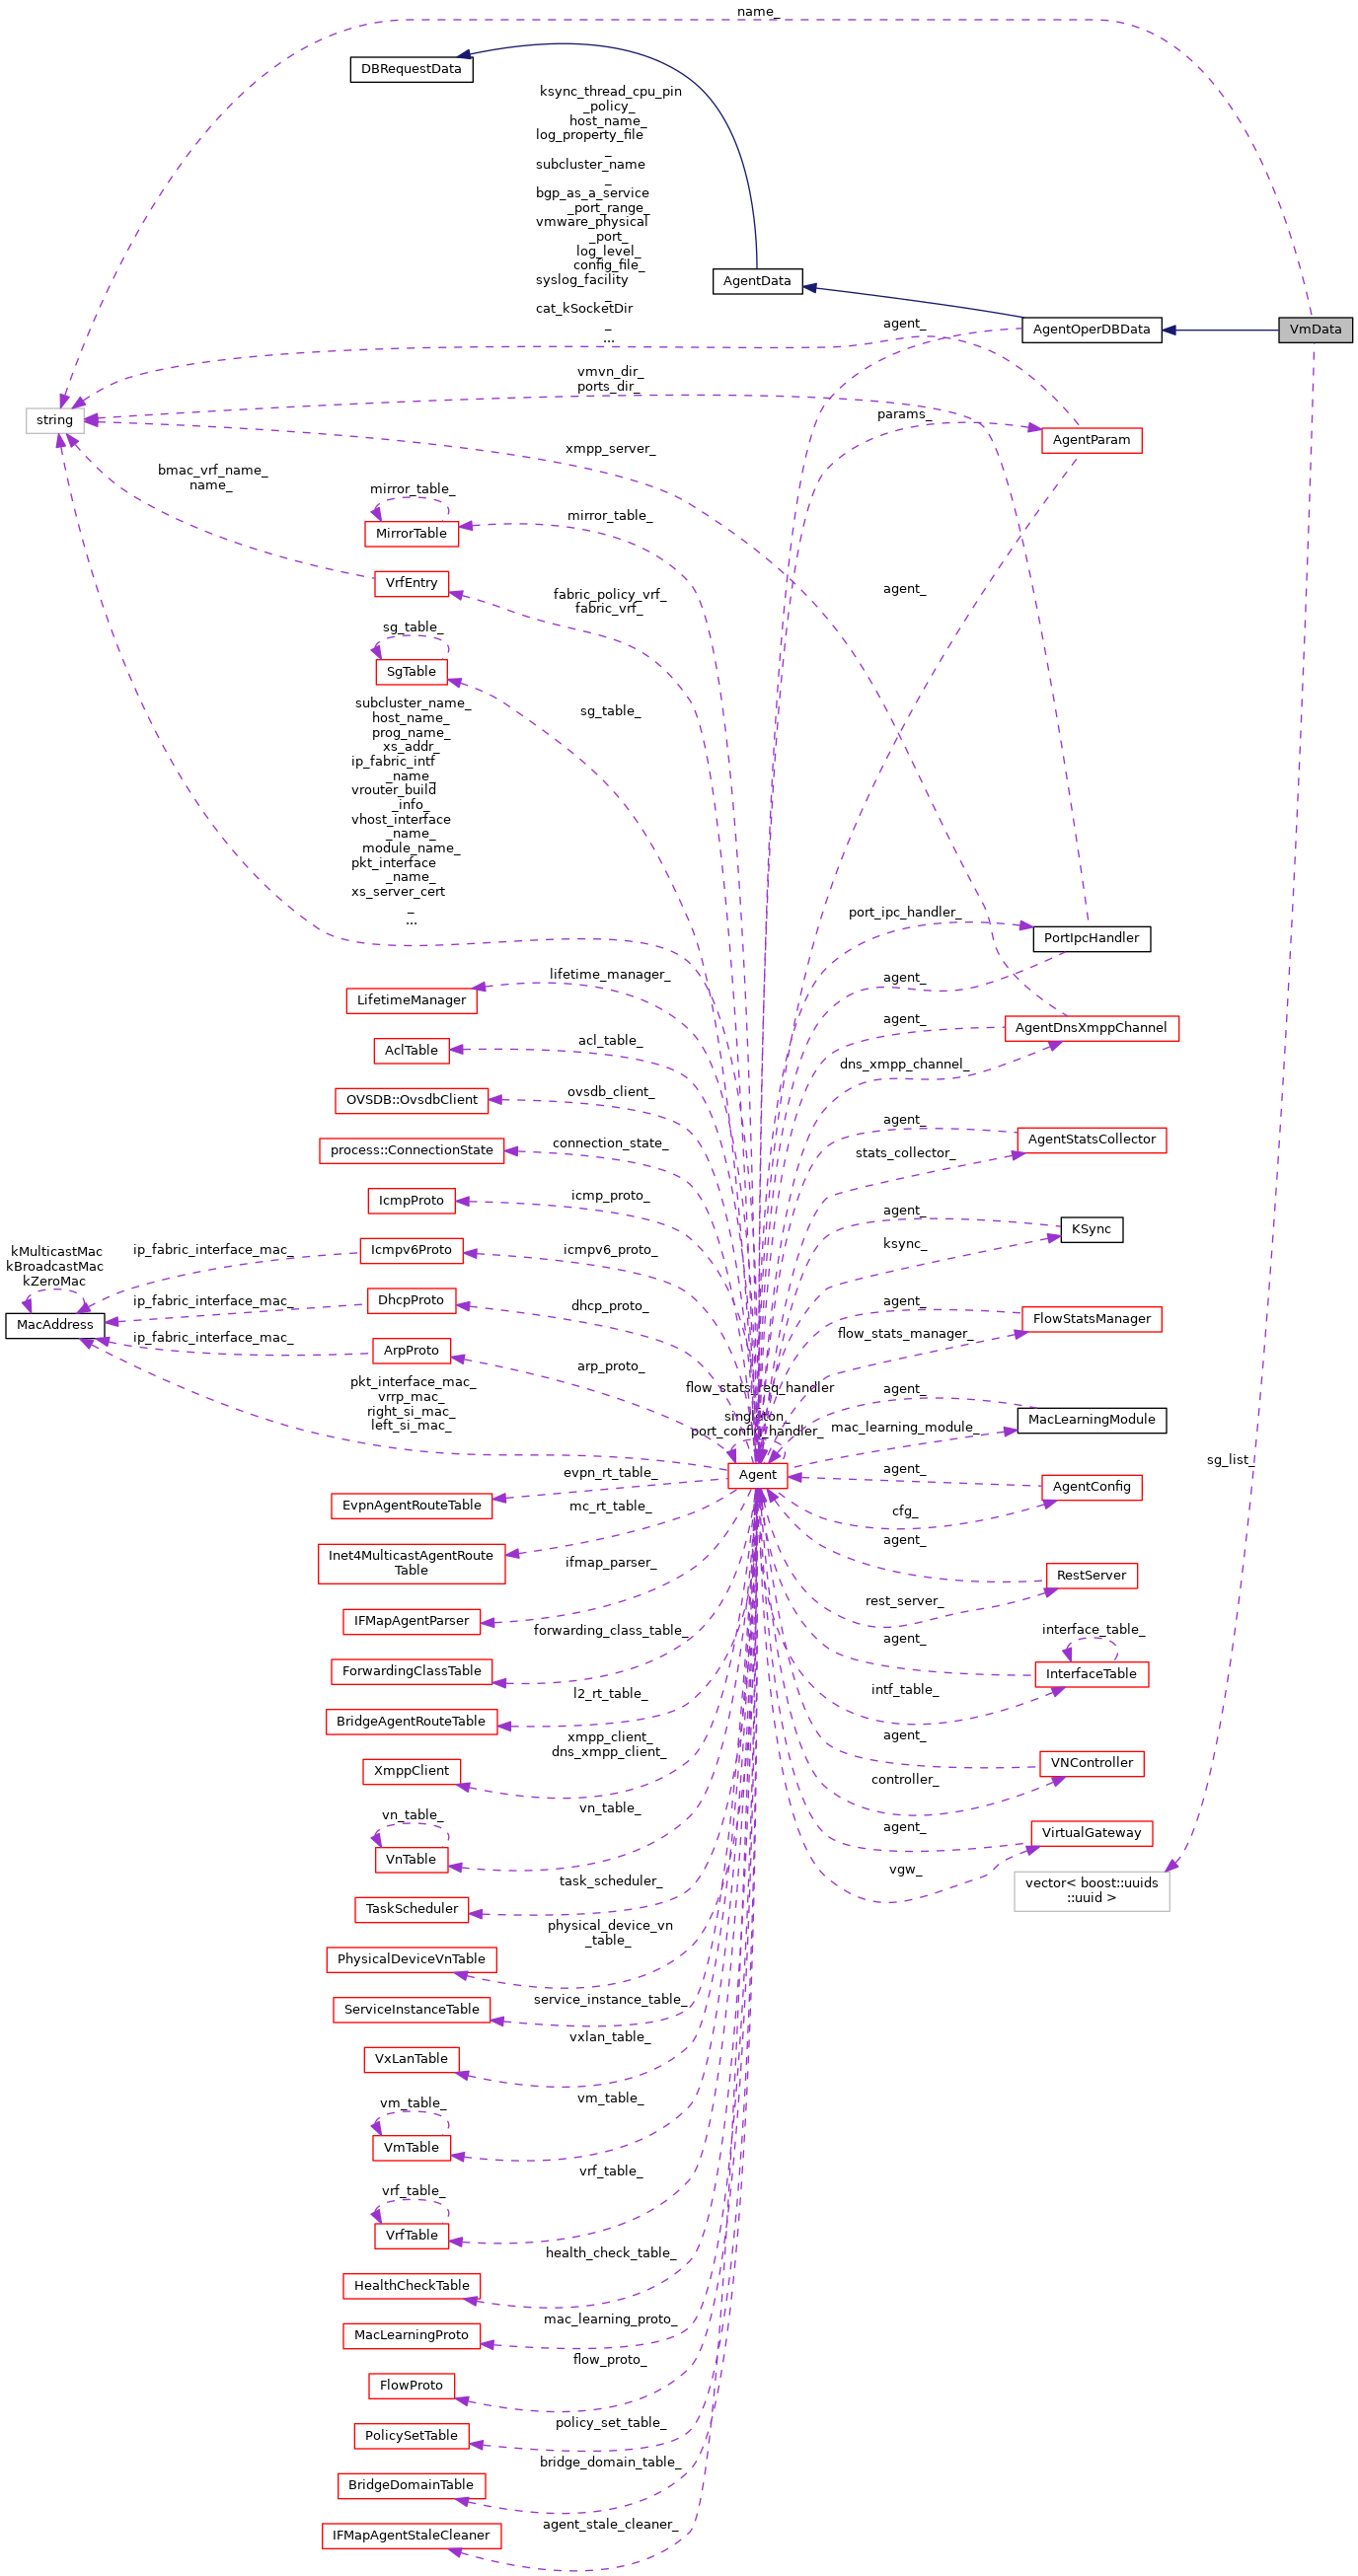 name_
DBRequestData
ksync_thread_cpu_pin
_policy_
host_name_
log_property_file
_
subcluster_name
_
bgp_as_a_service
_port_range_
vmware_physical
_port_
log_level_
config_file_
syslog_facility
_
cat_kSocketDir
_
...
AgentData
AgentOperDBData
VmData
agent_
vmvn_dir_
ports_dir_
string
params_
AgentParam
xmpp_server_
bmac_vrf_name_
name_
mirror_table_
MirrorTable
mirror_table_
VrfEntry
fabric_policy_vrf_
fabric_vrf_
agent_
sg_table_
SgTable
sg_table_
subcluster_name_
host_name_
prog_name_
xs_addr_
ip_fabric_intf
_name_
vrouter_build
_info_
vhost_interface
_name_
module_name_
pkt_interface
_name_
xs_server_cert
_
...
port_ipc_handler_
PortIpcHandler
lifetime_manager_
LifetimeManager
agent_
agent_
AgentDnsXmppChannel
acl_table_
AclTable
dns_xmpp_channel_
ovsdb_client_
OVSDB::OvsdbClient
agent_
AgentStatsCollector
connection_state_
process::ConnectionState
stats_collector_
icmp_proto_
IcmpProto
agent_
KSync
ksync_
kMulticastMac
kBroadcastMac
kZeroMac
MacAddress
ip_fabric_interface_mac_
Icmpv6Proto
icmpv6_proto_
ip_fabric_interface_mac_
DhcpProto
dhcp_proto_
agent_
FlowStatsManager
flow_stats_manager_
ip_fabric_interface_mac_
ArpProto
arp_proto_
pkt_interface_mac_
vrrp_mac_
right_si_mac_
left_si_mac_
flow_stats_req_handler
_
singleton_
port_config_handler_
agent_
MacLearningModule
mac_learning_module_
Agent
sg_list_
evpn_rt_table_
EvpnAgentRouteTable
agent_
AgentConfig
cfg_
mc_rt_table_
Inet4MulticastAgentRoute
Table
agent_
RestServer
rest_server_
ifmap_parser_
IFMapAgentParser
forwarding_class_table_
ForwardingClassTable
agent_
interface_table_
InterfaceTable
intf_table_
l2_rt_table_
BridgeAgentRouteTable
xmpp_client_
dns_xmpp_client_
XmppClient
agent_
VNController
controller_
vn_table_
VnTable
vn_table_
agent_
VirtualGateway
vgw_
vector< boost::uuids
::uuid >
task_scheduler_
TaskScheduler
physical_device_vn
_table_
PhysicalDeviceVnTable
service_instance_table_
ServiceInstanceTable
vxlan_table_
VxLanTable
vm_table_
VmTable
vm_table_
vrf_table_
VrfTable
vrf_table_
health_check_table_
HealthCheckTable
mac_learning_proto_
MacLearningProto
flow_proto_
FlowProto
policy_set_table_
PolicySetTable
bridge_domain_table_
BridgeDomainTable
agent_stale_cleaner_
IFMapAgentStaleCleaner